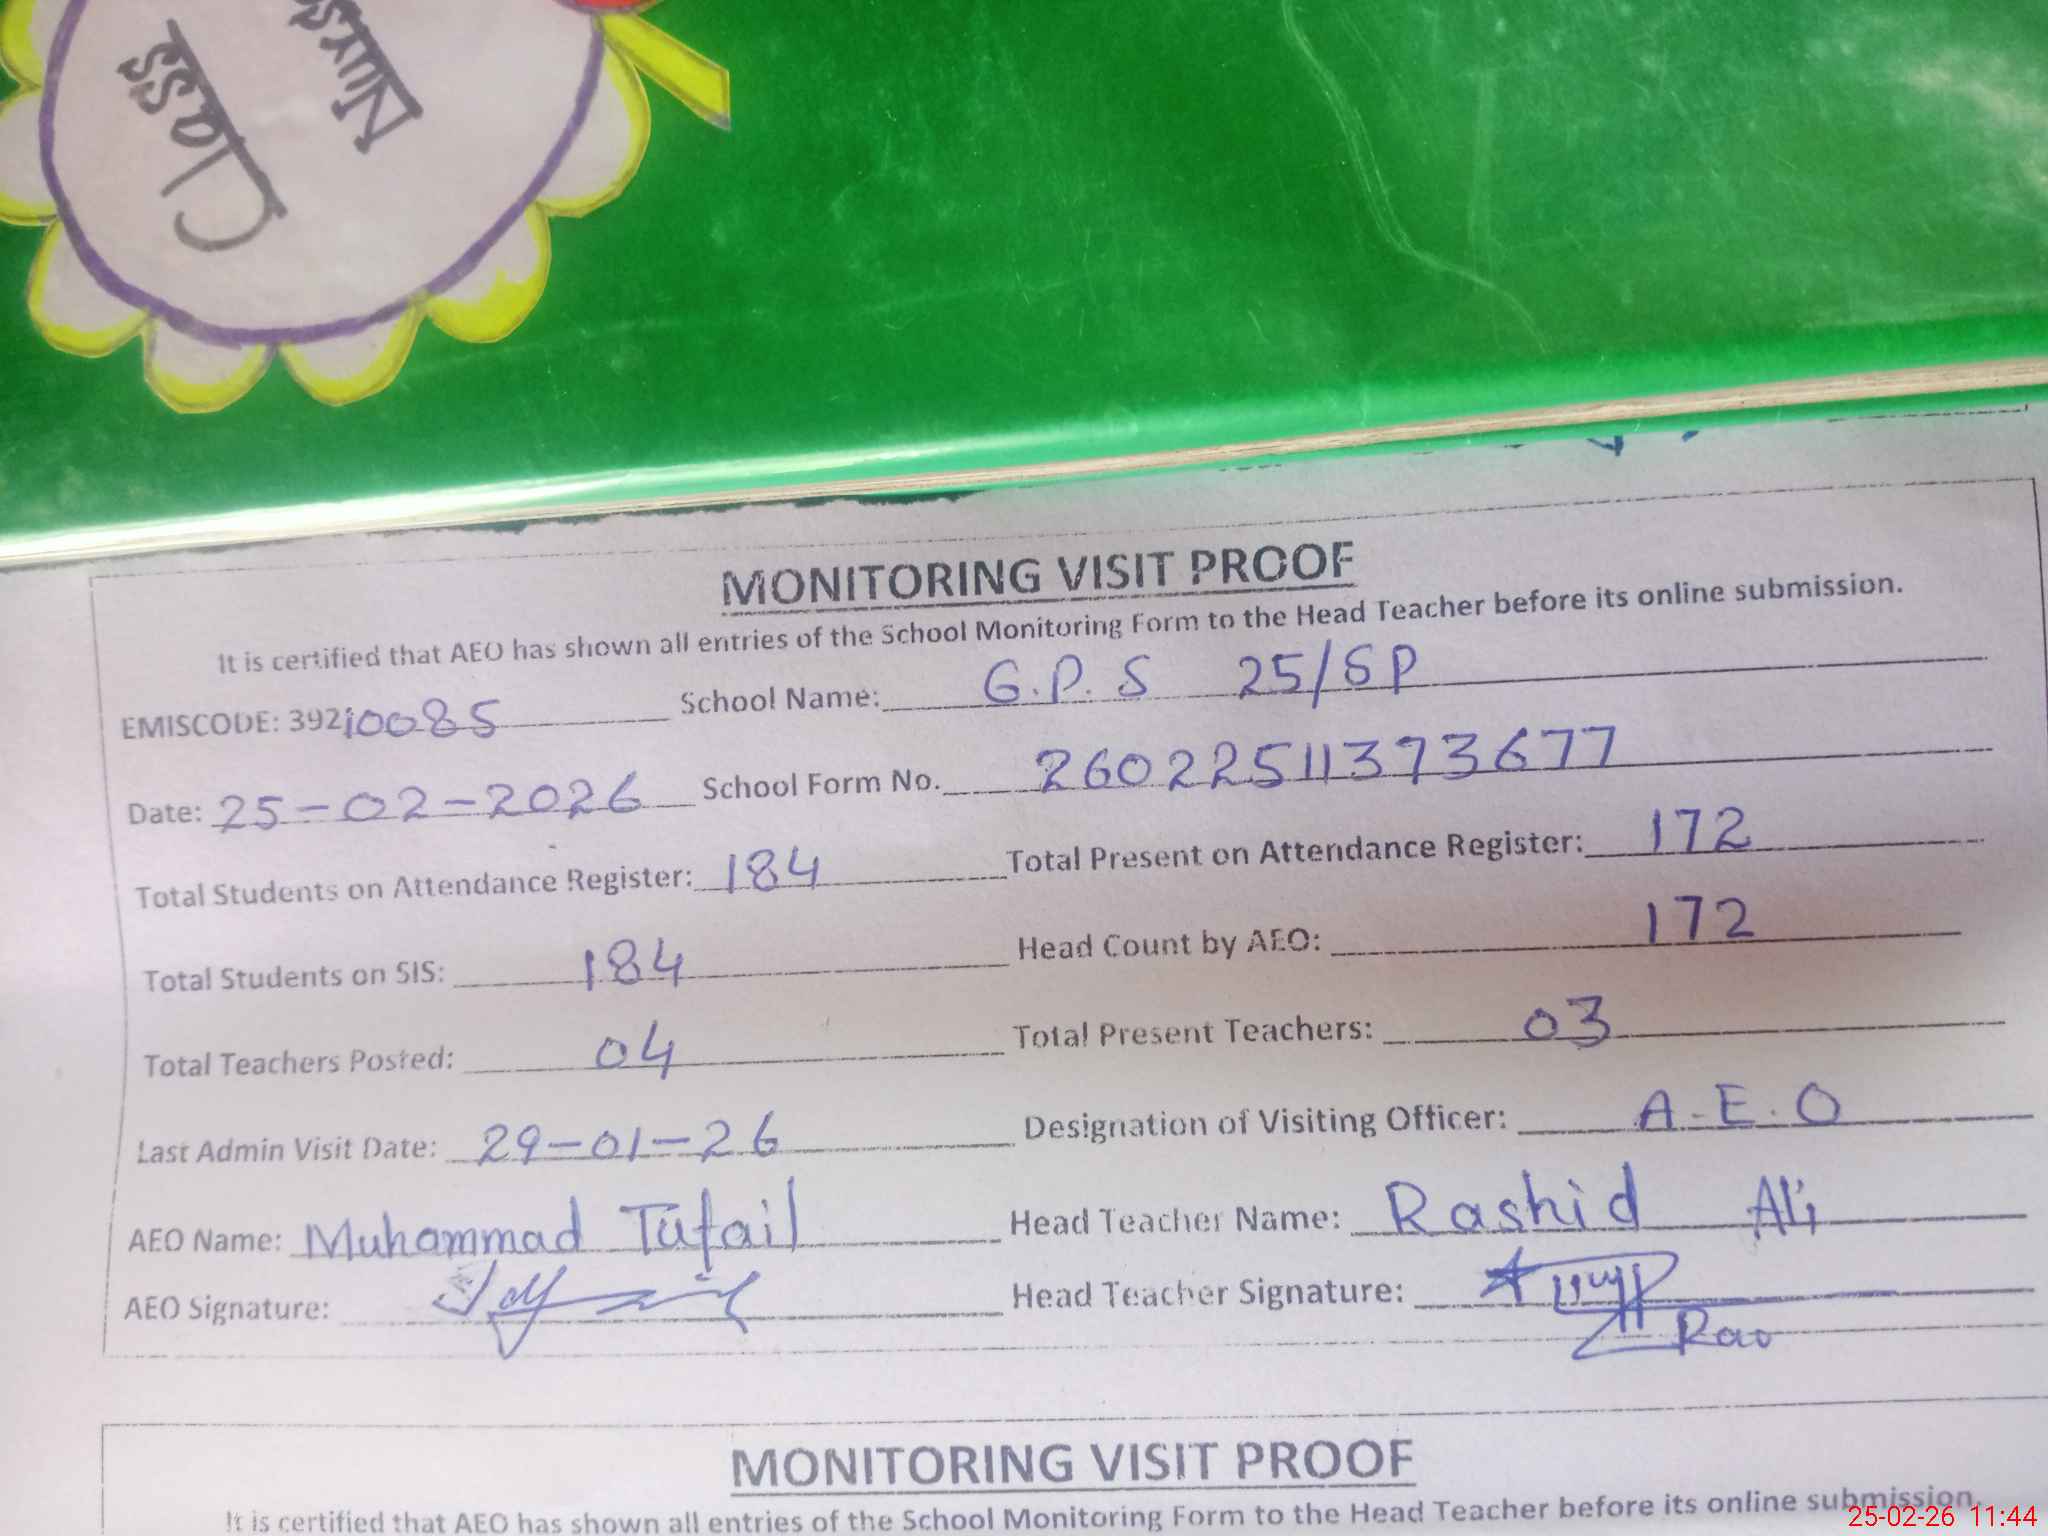 Class
MONITORING VISIT PROOF
It is certified that AEO has shown all entries of the School Monitoring Form to the Head Teacher before its online submission.
EMISCODE: 39210085 School Name: G.P.S 25/SP
Date: 25-02-2026 School Form No. 26022511373677
Total Students on Attendance Register: 184 Total Present on Attendance Register: 172
Total Students on SIS: 184 Head Count by AEO: 172
Total Teachers Posted: 04 Total Present Teachers: 03
Last Admin Visit Date: 29-01-26 Designation of Visiting Officer: A.E.O
AEO Name: Muhammad Tufail Head Teacher Name: Rashid Ali
AEO Signature: Head Teacher Signature:
Rao
MONITORING VISIT PROOF
It is certified that AEO has shown all entries of the School Monitoring Form to the Head Teacher before its online submission.
25-02-26 11:44